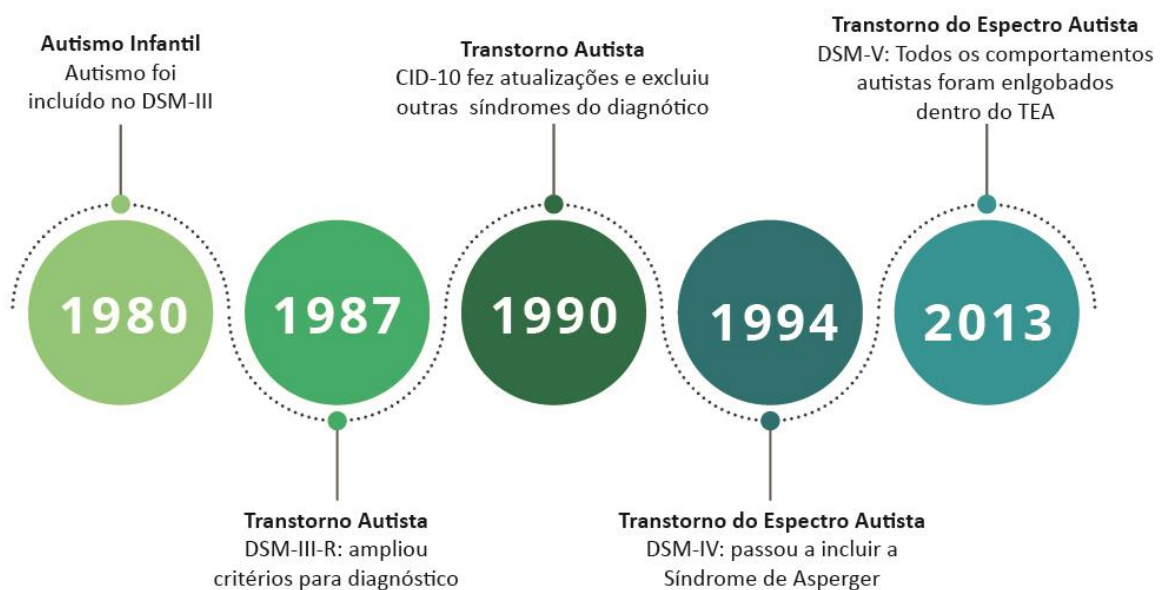 Autismo Infantil
Autismo foi
incluído no DSM-III
Transtorno Autista
CID-10 fez atualizações e excluiu
outras síndromes do diagnótico
Transtorno do Espectro Autista
DSM-V: Todos os comportamentos
autistas foram enlgobados
dentro do TEA
1980
1987
1990
1994
2013
Transtorno Autista
DSM-III-R: ampliou
critérios para diagnóstico
Transtorno do Espectro Autista
DSM-IV: passou a incluir a
Síndrome de Asperger